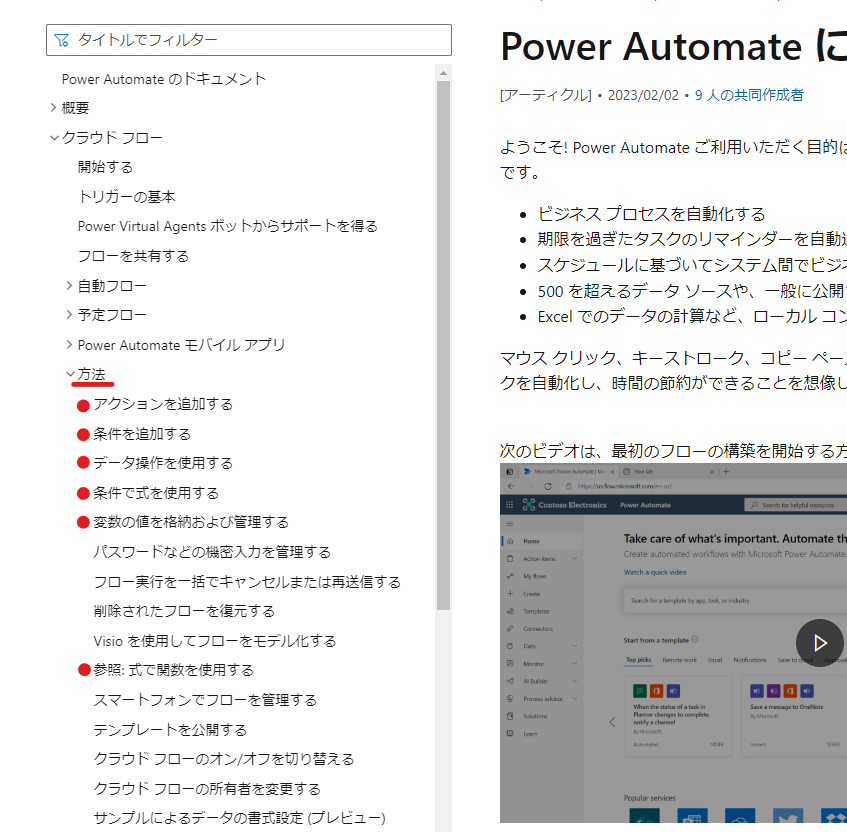 タイトルでフィルター
Power Automate のドキュメント
概要
クラウド フロー
開始する
トリガーの基本
Power Virtual Agents ボットからサポートを得る
フローを共有する
自動フロー
予定フロー
Power Automate モバイル アプリ
方法
アクションを追加する
条件を追加する
データ操作を使用する
条件で式を使用する
変数の値を格納および管理する
パスワードなどの機密入力を管理する
フロー実行を一括でキャンセルまたは再送信する
削除されたフローを復元する
Visio を使用してフローをモデル化する
参照: 式で関数を使用する
スマートフォンでフローを管理する
テンプレートを公開する
クラウド フローのオン/オフを切り替える
クラウド フローの所有者を変更する
サンプルによるデータの書式設定 (プレビュー)
Power Automate に
[アーティクル] • 2023/02/02 • 9 人の共同作成者
ようこそ! Power Automate ご利用いただく目的は
です。
• ビジネス プロセスを自動化する
• 期限を過ぎたタスクのリマインダーを自動送
• スケジュールに基づいてシステム間でビジネ
• 500 を超えるデータ ソースや、一般に公開
• Excel でのデータの計算など、ローカル コン
マウス クリック、キーストローク、コピー ペー
クを自動化し、時間の節約ができることを想像し
次のビデオは、最初のフローの構築を開始する方
Microsoft Power Automate | Mic
New tab
https://us.flow.microsoft.com/en-us/
Contoso Electronics Power Automate
Search for helpful resources
Home
Action items
My flows
Create
Templates
Connectors
Data
Monitor
AI Builder
Process advisor
Solutions
Learn
Take care of what's important. Automate th
Create automated workflows with Microsoft Power Automate.
Watch a quick video
Search for a template by app, task, or industry
Start from a template
Top picks Remote work Email Notifications Save to cloud
When the status of a task in
Planner changes to complete,
notify a channel
By Microsoft
Automated
Save a message to OneNote
By Microsoft
Instant
Popular services